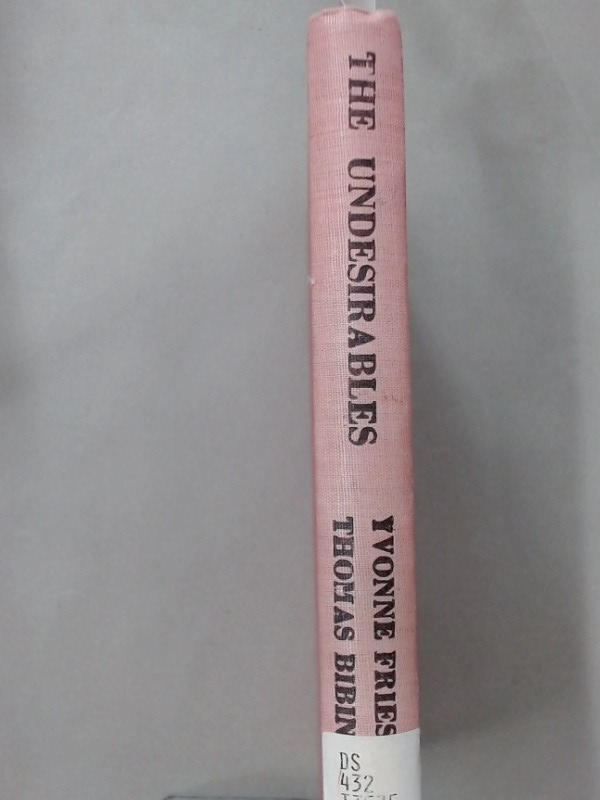 THE UNDESIRABLES
YVONNE FRIES
THOMAS BIBIN
DS
432